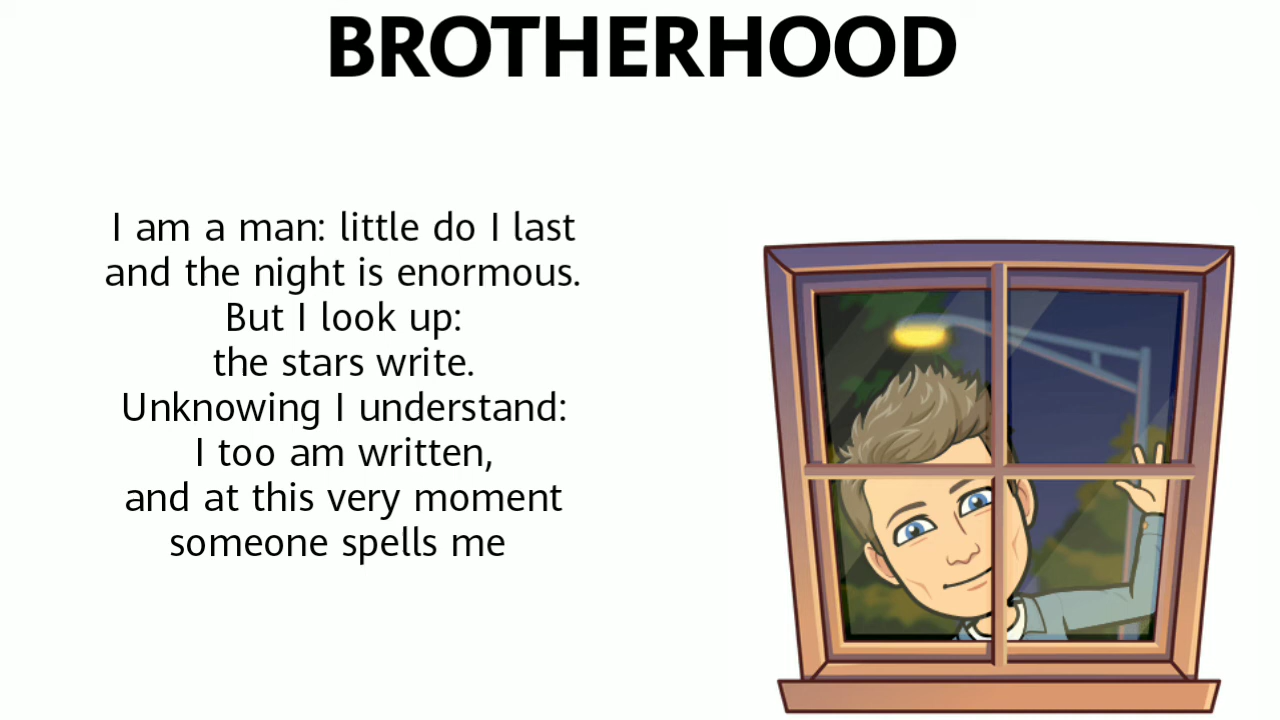 BROTHERHOOD
I am a man: little do I last
and the night is enormous.
But I look up:
the stars write.
Unknowing I understand:
I too am written,
and at this very moment
someone spells me